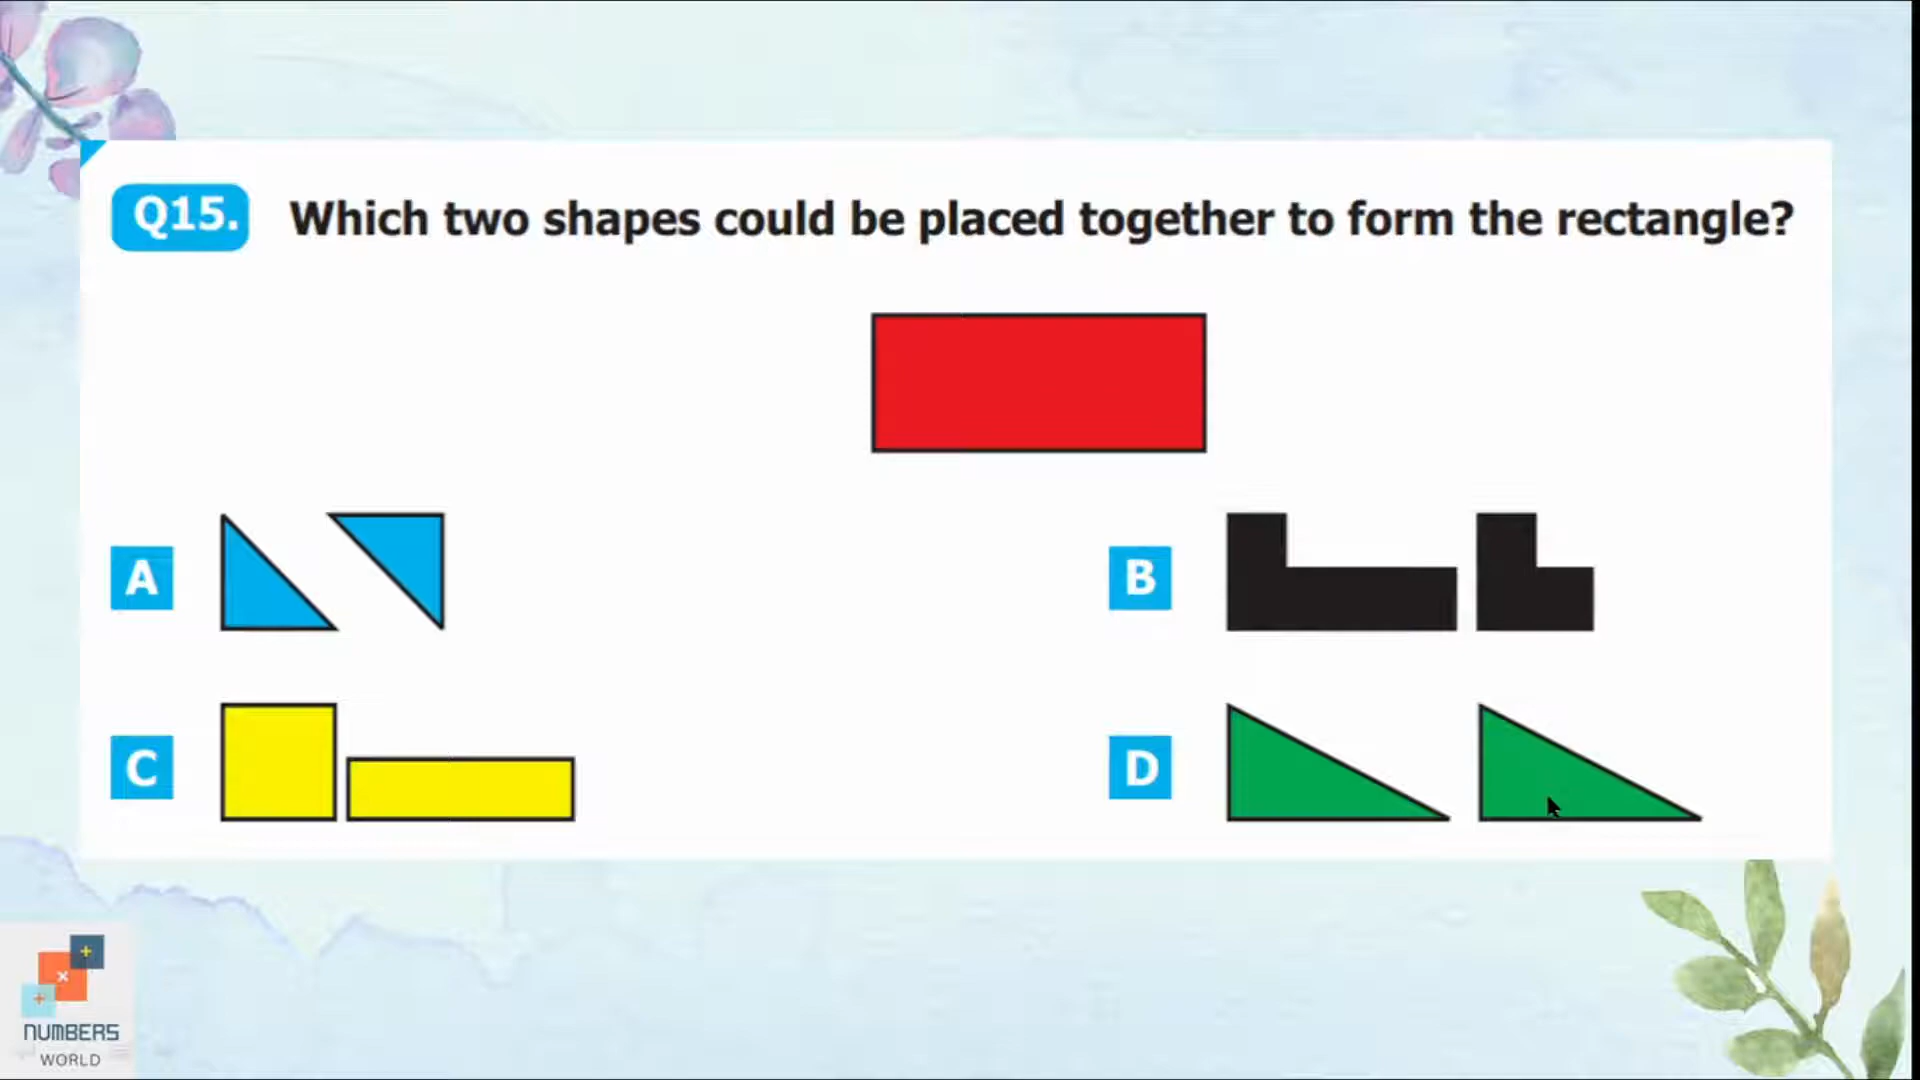 Q15. Which two shapes could be placed together to form the rectangle?
A
B
C
D
+
×
+
NUMBERS
WORLD